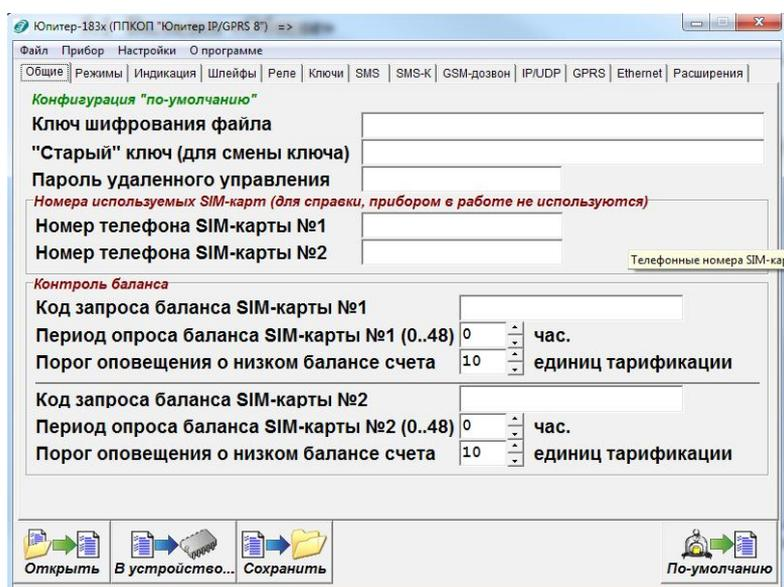 Юпитер-183х (ППКОП "Юпитер IP/GPRS 8") =>
Файл Прибор Настройки О программе
Общие Режимы Индикация Шлейфы Реле Ключи SMS SMS-К GSM-дозвон IP/UDP GPRS Ethernet Расширения
Конфигурация "по-умолчанию"
Ключ шифрования файла
"Старый" ключ (для смены ключа)
Пароль удаленного управления
Номера используемых SIM-карт (для справки, прибором в работе не используются)
Номер телефона SIM-карты №1
Номер телефона SIM-карты №2
Телефонные номера SIM-кар
Контроль баланса
Код запроса баланса SIM-карты №1
Период опроса баланса SIM-карты №1 (0..48) 0 час.
Порог оповещения о низком балансе счета 10 единиц тарификации
Код запроса баланса SIM-карты №2
Период опроса баланса SIM-карты №2 (0..48) 0 час.
Порог оповещения о низком балансе счета 10 единиц тарификации
Открыть В устройство... Сохранить По-умолчанию